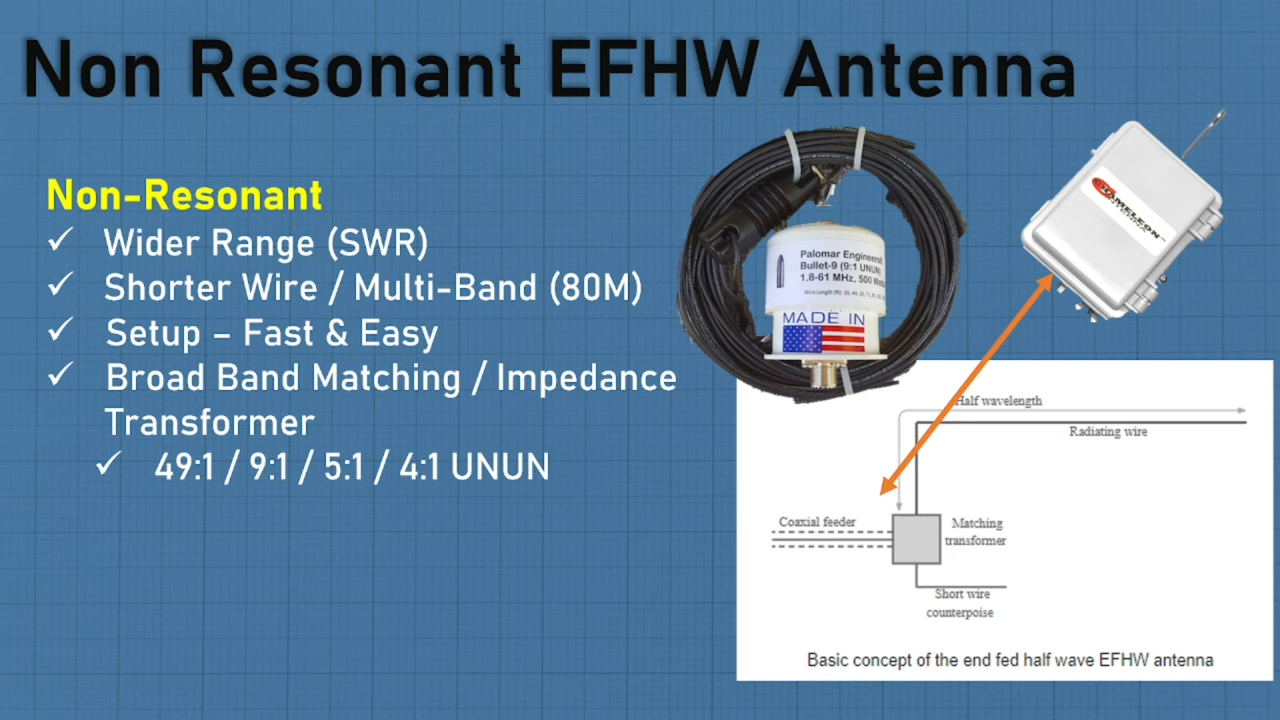 Non Resonant EFHW Antenna
Non-Resonant
✓ Wider Range (SWR)
✓ Shorter Wire / Multi-Band (80M)
✓ Setup – Fast & Easy
✓ Broad Band Matching / Impedance
Transformer
✓ 49:1 / 9:1 / 5:1 / 4:1 UNUN
Palomar Engineers
Bullet-9 (9:1 UNUN)
1.8-61 MHz, 500 Watts
MADE IN
CHAMELEON
ANTENNA
Half wavelength
Radiating wire
Coaxial feeder
Matching
transformer
Short wire
counterpoise
Basic concept of the end fed half wave EFHW antenna